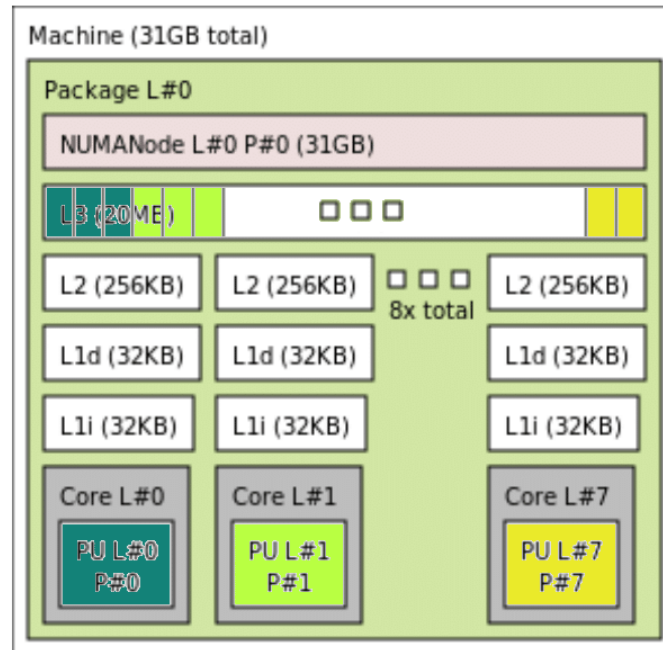 Machine (31GB total)
Package L#0
NUMANode L#0 P#0 (31GB)
L3 (20MB)
L2 (256KB) L2 (256KB) L2 (256KB)
8x total
L1d (32KB) L1d (32KB) L1d (32KB)
L1i (32KB) L1i (32KB) L1i (32KB)
Core L#0 Core L#1 Core L#7
PU L#0 PU L#1 PU L#7
P#0 P#1 P#7